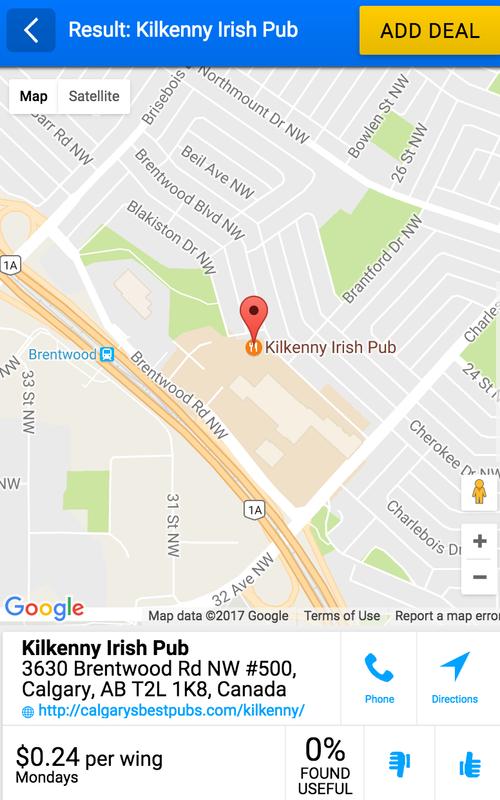 Result: Kilkenny Irish Pub
ADD DEAL
Map
Satellite
Brisebois
Northmount Dr NW
Bowlen St NW
26 St NW
Barr Rd NW
Beil Ave NW
Brentwood Blvd NW
Blakiston Dr NW
Brantford Dr NW
1A
Charles
Kilkenny Irish Pub
Brentwood
Brentwood Rd NW
33 St NW
NW
24 St N
Cherokee Dr N
NW
31 St NW
1A
Charlebois Dr
32 Ave NW
Google
Map data ©2017 Google
Terms of Use
Report a map error
Kilkenny Irish Pub
3630 Brentwood Rd NW #500,
Calgary, AB T2L 1K8, Canada
http://calgarysbestpubs.com/kilkenny/
Phone
Directions
$0.24 per wing
Mondays
0%
FOUND
USEFUL